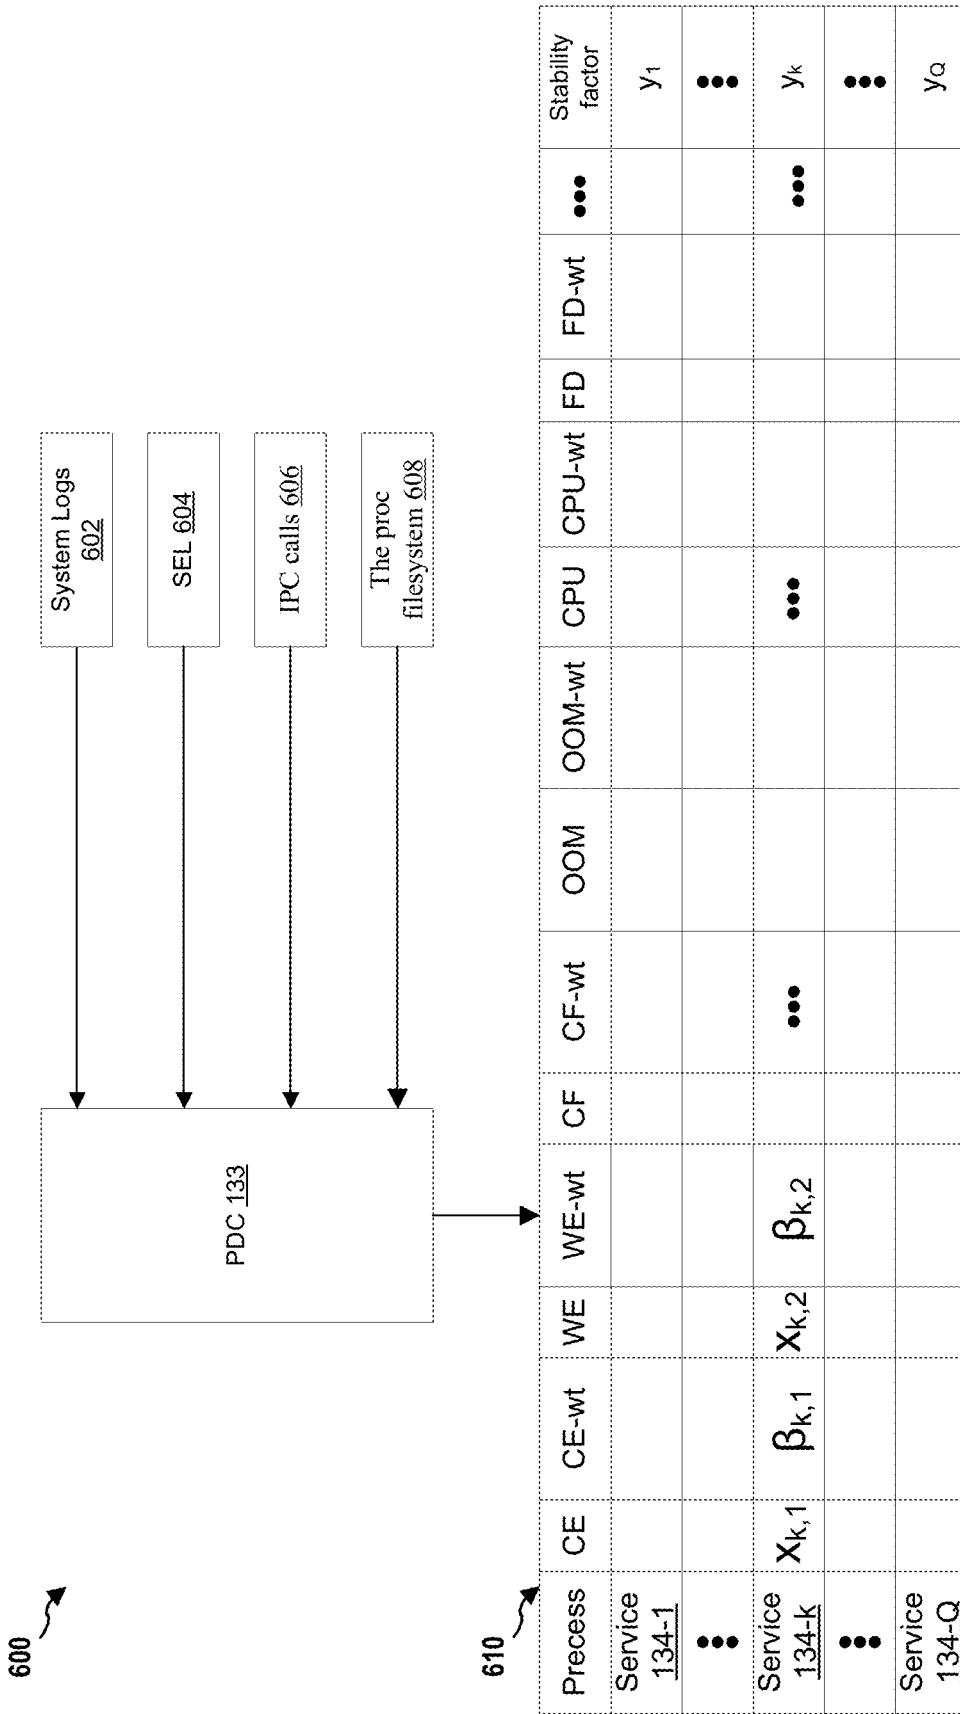 600
System Logs
602
SEL 604
IPC calls 606
The proc
filesystem 608
PDC 133
610
Precess CE CE-wt WE WE-wt CF CF-wt OOM OOM-wt CPU CPU-wt FD FD-wt ●●● Stability
factor
Service
134-1 y1
●●● ●●●
Service
134-k xk,1 βk,1 xk,2 βk,2 ●●● ●●● ●●● yk
●●● ●●●
Service
134-Q yQ